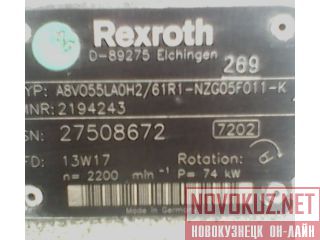 Rexroth
D-89275 Elchingen
269
TYP: A8VO55LA0H2/61R1-NZG05F011-K
MNR: 2194243
SN: 27508672
7202
FD: 13W17 Rotation:
n= 2200 min⁻¹ P= 74 kW
Made in Germany
NOVOKUZ.NET
НОВОКУЗНЕЦК ОН-ЛАЙН